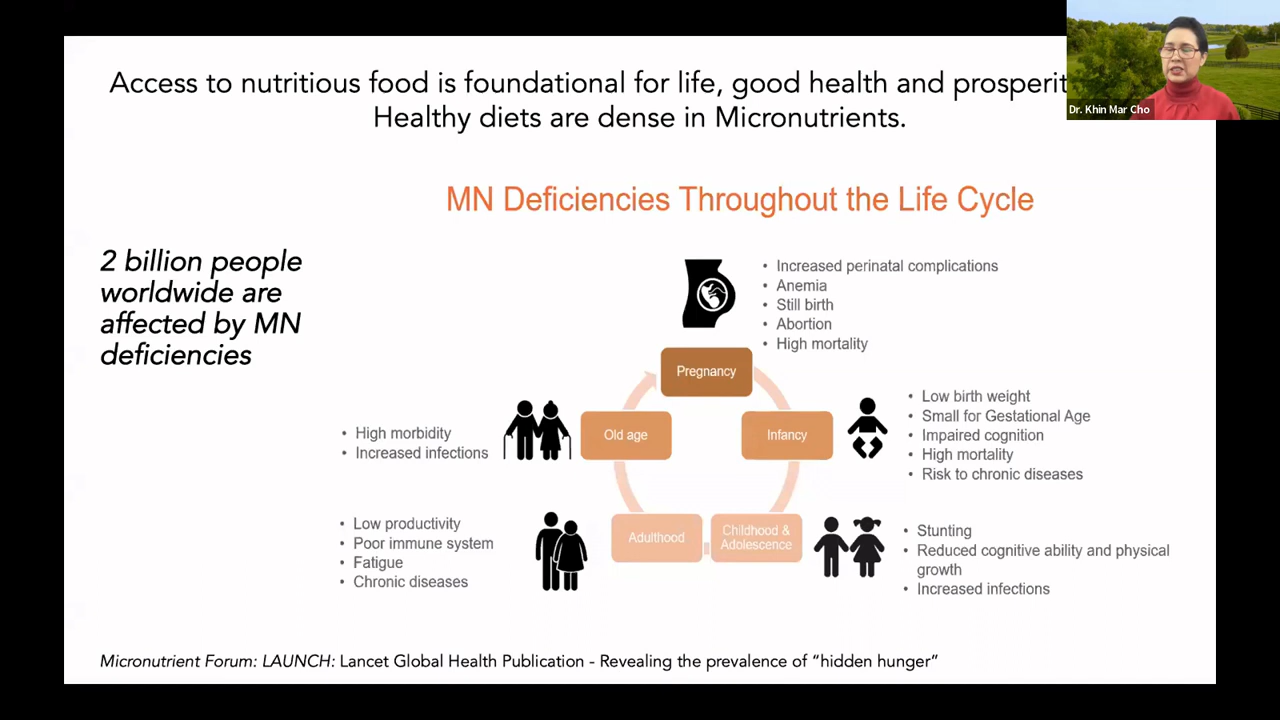 Access to nutritious food is foundational for life, good health and prosperit
Healthy diets are dense in Micronutrients.
Dr. Khin Mar Cho
MN Deficiencies Throughout the Life Cycle
2 billion people
worldwide are
affected by MN
deficiencies
• Increased perinatal complications
• Anemia
• Still birth
• Abortion
• High mortality
Pregnancy
• Low birth weight
• Small for Gestational Age
• Impaired cognition
• High mortality
• Risk to chronic diseases
Infancy
Old age
• High morbidity
• Increased infections
• Low productivity
• Poor immune system
• Fatigue
• Chronic diseases
Adulthood
Childhood &
Adolescence
• Stunting
• Reduced cognitive ability and physical
growth
• Increased infections
Micronutrient Forum: LAUNCH: Lancet Global Health Publication - Revealing the prevalence of “hidden hunger”